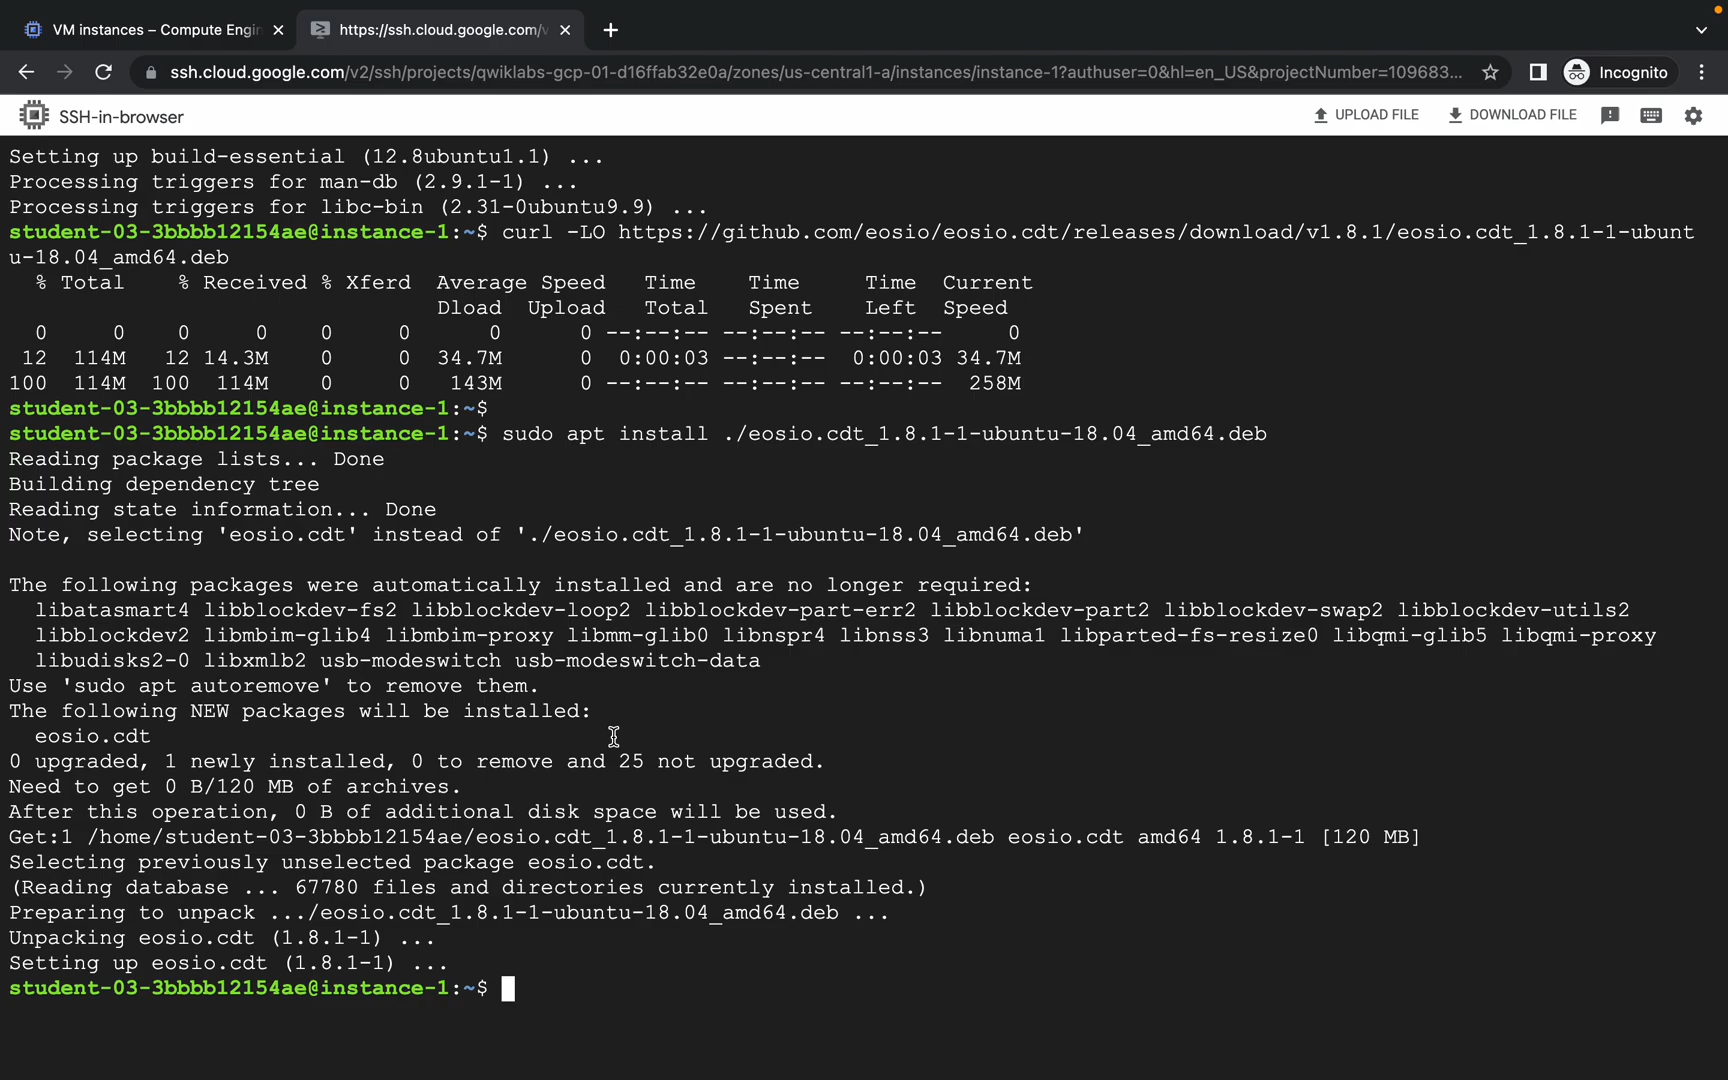 VM instances – Compute Engin
https://ssh.cloud.google.com/v
ssh.cloud.google.com/v2/ssh/projects/qwiklabs-gcp-01-d16ffab32e0a/zones/us-central1-a/instances/instance-1?authuser=0&hl=en_US&projectNumber=109683...
Incognito
SSH-in-browser
UPLOAD FILE
DOWNLOAD FILE
Setting up build-essential (12.8ubuntu1.1) ...
Processing triggers for man-db (2.9.1-1) ...
Processing triggers for libc-bin (2.31-0ubuntu9.9) ...
student-03-3bbbb12154ae@instance-1:~$ curl -LO https://github.com/eosio/eosio.cdt/releases/download/v1.8.1/eosio.cdt_1.8.1-1-ubunt
u-18.04_amd64.deb
% Total    % Received % Xferd  Average Speed   Time    Time     Time  Current
Dload  Upload   Total   Spent    Left  Speed
0     0    0     0    0     0      0      0 --:--:-- --:--:-- --:--:--     0
12  114M   12 14.3M    0     0  34.7M      0  0:00:03 --:--:--  0:00:03 34.7M
100  114M  100  114M    0     0   143M      0 --:--:-- --:--:-- --:--:--  258M
student-03-3bbbb12154ae@instance-1:~$
student-03-3bbbb12154ae@instance-1:~$ sudo apt install ./eosio.cdt_1.8.1-1-ubuntu-18.04_amd64.deb
Reading package lists... Done
Building dependency tree
Reading state information... Done
Note, selecting 'eosio.cdt' instead of './eosio.cdt_1.8.1-1-ubuntu-18.04_amd64.deb'
The following packages were automatically installed and are no longer required:
libatasmart4 libblockdev-fs2 libblockdev-loop2 libblockdev-part-err2 libblockdev-part2 libblockdev-swap2 libblockdev-utils2
libblockdev2 libmbim-glib4 libmbim-proxy libmm-glib0 libnspr4 libnss3 libnuma1 libparted-fs-resize0 libqmi-glib5 libqmi-proxy
libudisks2-0 libxmlb2 usb-modeswitch usb-modeswitch-data
Use 'sudo apt autoremove' to remove them.
The following NEW packages will be installed:
eosio.cdt
0 upgraded, 1 newly installed, 0 to remove and 25 not upgraded.
Need to get 0 B/120 MB of archives.
After this operation, 0 B of additional disk space will be used.
Get:1 /home/student-03-3bbbb12154ae/eosio.cdt_1.8.1-1-ubuntu-18.04_amd64.deb eosio.cdt amd64 1.8.1-1 [120 MB]
Selecting previously unselected package eosio.cdt.
(Reading database ... 67780 files and directories currently installed.)
Preparing to unpack .../eosio.cdt_1.8.1-1-ubuntu-18.04_amd64.deb ...
Unpacking eosio.cdt (1.8.1-1) ...
Setting up eosio.cdt (1.8.1-1) ...
student-03-3bbbb12154ae@instance-1:~$